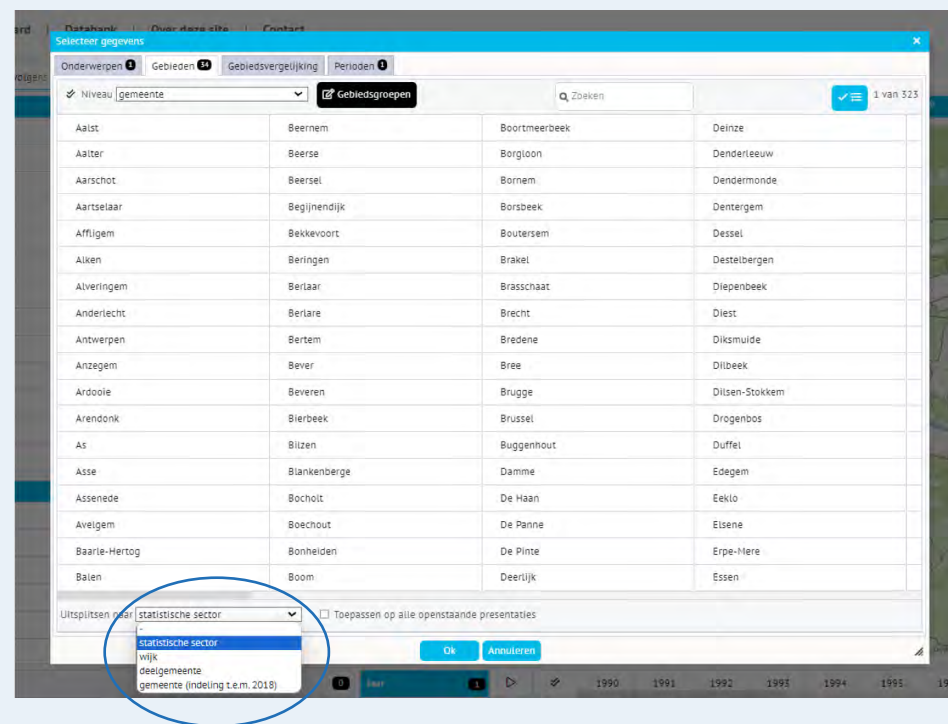 ard | Databank | Over deze site | Contact
Selecteer gegevens ×
Onderwerpen 1 Gebieden 34 Gebiedsvergelijking Perioden 1
volgens
Niveau gemeente Gebiedsgroepen Zoeken 1 van 323
Aalst Beernem Boortmeerbeek Deinze
Aalter Beerse Borgloon Denderleeuw
Aarschot Beersel Bornem Dendermonde
Aartselaar Begijnendijk Borsbeek Dentergem
Affligem Bekkevoort Boutersem Dessel
Alken Beringen Brakel Destelbergen
Alveringem Berlaar Brasschaat Diepenbeek
Anderlecht Berlare Brecht Diest
Antwerpen Bertem Bredene Diksmuide
Anzegem Bever Bree Dilbeek
Ardooie Beveren Brugge Dilsen-Stokkem
Arendonk Bierbeek Brussel Drogenbos
As Bilzen Buggenhout Duffel
Asse Blankenberge Damme Edegem
Assenede Bocholt De Haan Eeklo
Avelgem Boechout De Panne Elsene
Baarle-Hertog Bonheiden De Pinte Erpe-Mere
Balen Boom Deerlijk Essen
Uitsplitsen naar statistische sector Toepassen op alle openstaande presentaties
-
statistische sector
wijk
deelgemeente
gemeente (indeling t.e.m. 2018)
Ok Annuleren
0 Jaar 1 1990 1991 1992 1993 1994 1995 19